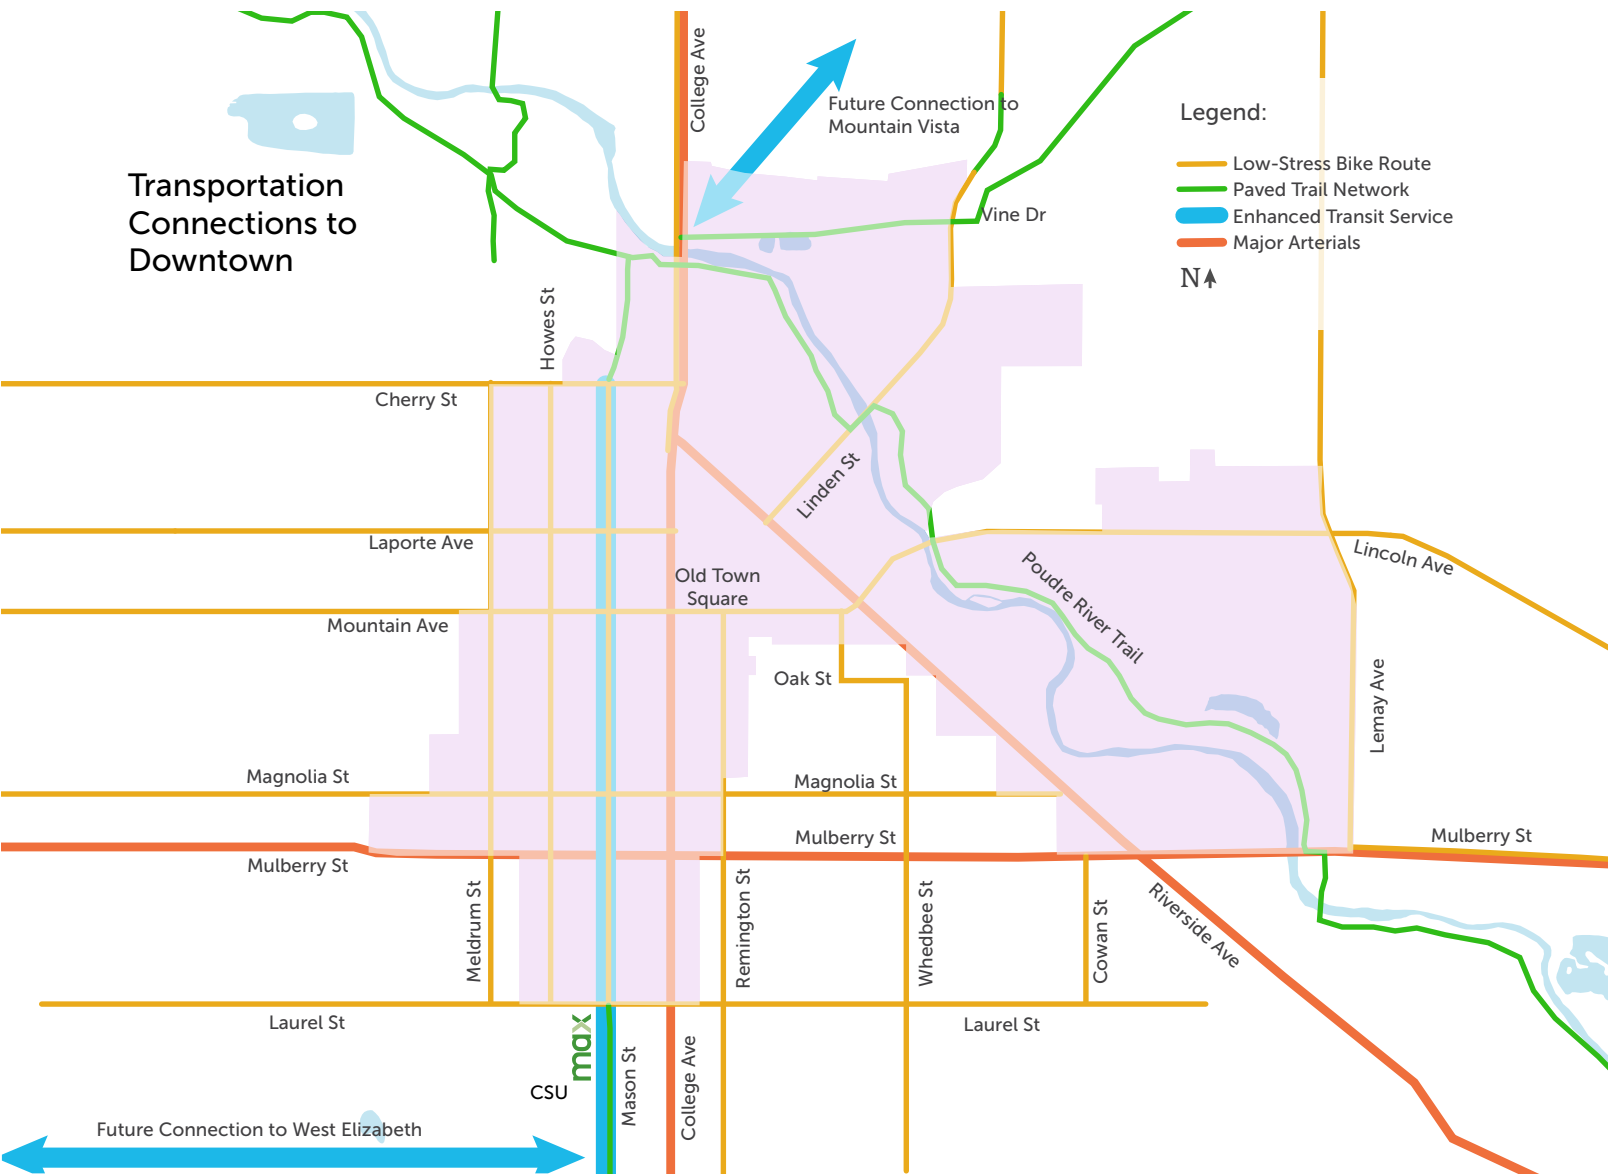 College Ave
Future Connection to
Mountain Vista
Legend:
Low-Stress Bike Route
Paved Trail Network
Enhanced Transit Service
Major Arterials
N
Transportation
Connections to
Downtown
Vine Dr
Howes St
Cherry St
Linden St
Laporte Ave
Lincoln Ave
Old Town
Square
Poudre River Trail
Mountain Ave
Oak St
Lemay Ave
Magnolia St
Magnolia St
Mulberry St
Mulberry St
Mulberry St
Meldrum St
Remington St
Whedbee St
Cowan St
Riverside Ave
Laurel St
Laurel St
max
CSU
Mason St
College Ave
Future Connection to West Elizabeth